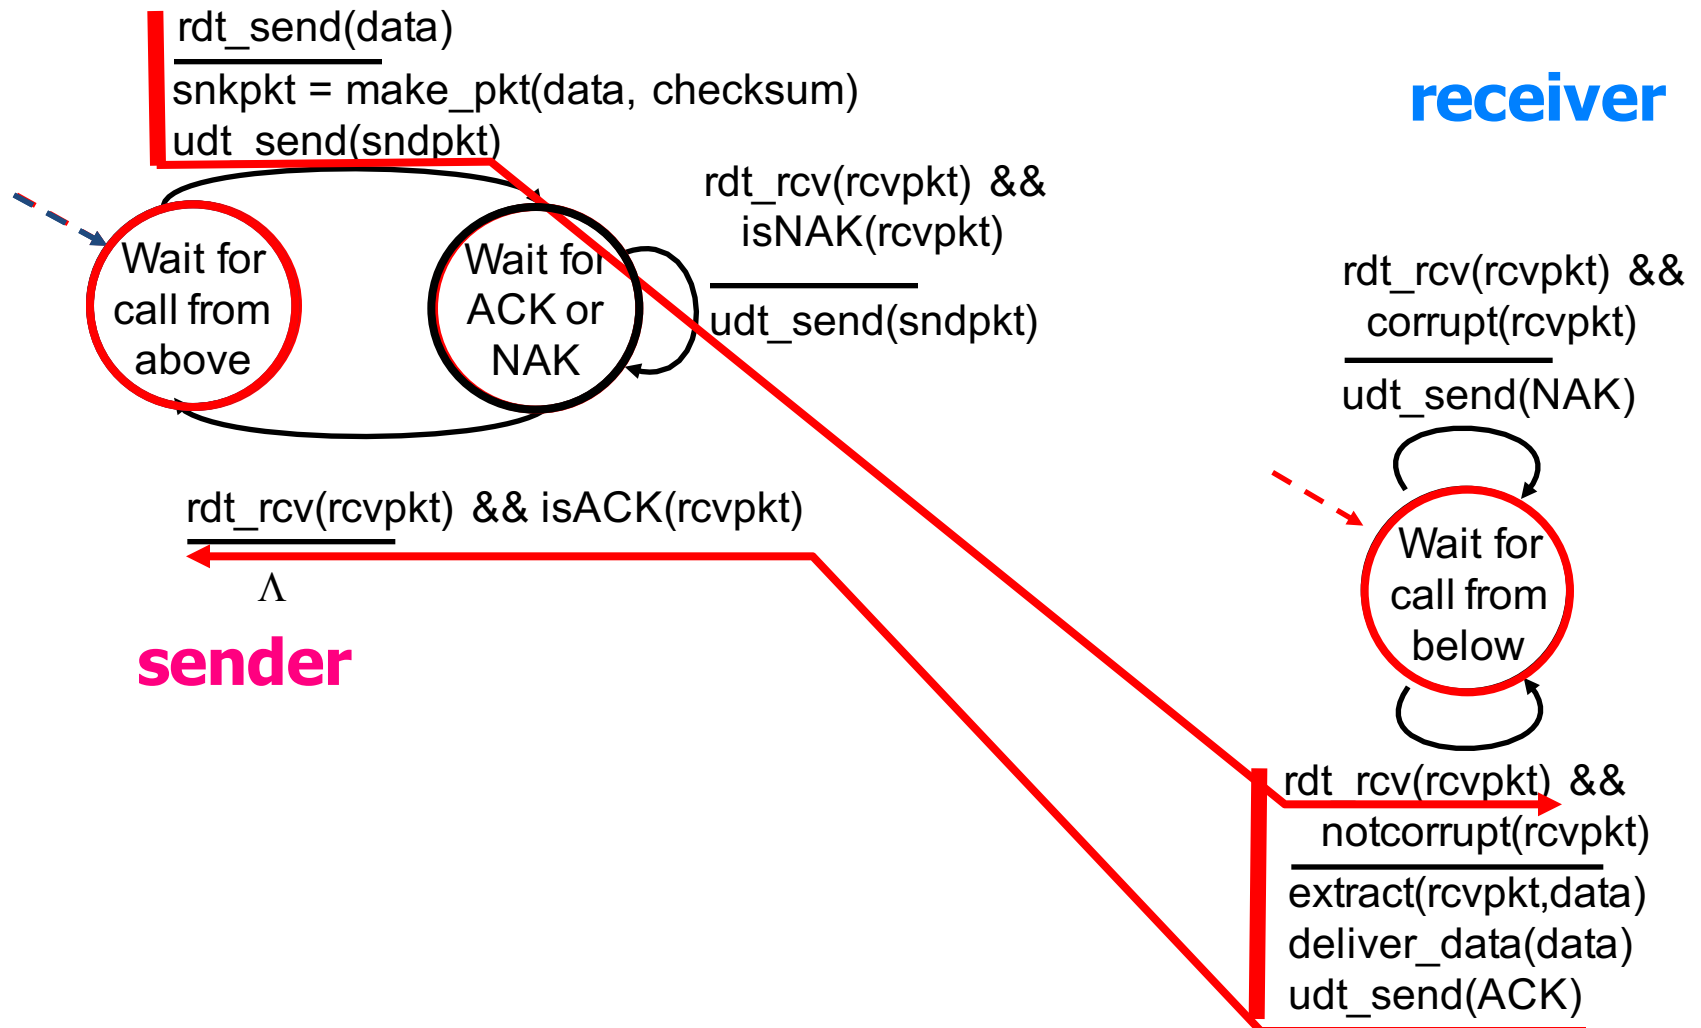 rdt_send(data)
snkpkt = make_pkt(data, checksum)
udt_send(sndpkt)
receiver
rdt_rcv(rcvpkt) &&
isNAK(rcvpkt)
udt_send(sndpkt)
Wait for
call from
above
Wait for
ACK or
NAK
rdt_rcv(rcvpkt) &&
corrupt(rcvpkt)
udt_send(NAK)
rdt_rcv(rcvpkt) && isACK(rcvpkt)
Λ
sender
Wait for
call from
below
rdt_rcv(rcvpkt) &&
notcorrupt(rcvpkt)
extract(rcvpkt,data)
deliver_data(data)
udt_send(ACK)